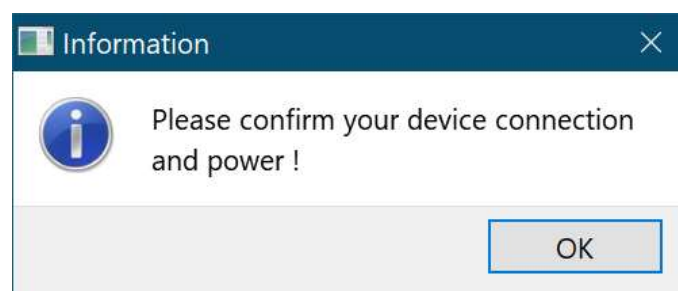 Information
Please confirm your device connection
and power !
OK